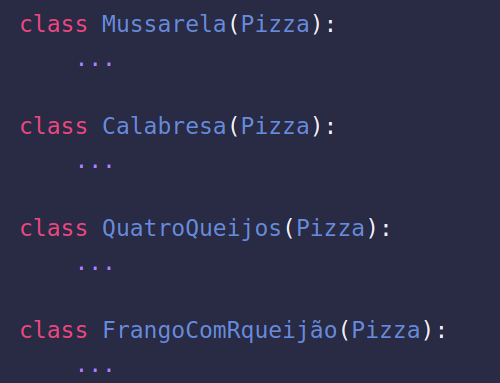 class Mussarela(Pizza):
    ...
class Calabresa(Pizza):
    ...
class QuatroQueijos(Pizza):
    ...
class FrangoComRqueijão(Pizza):
    ...